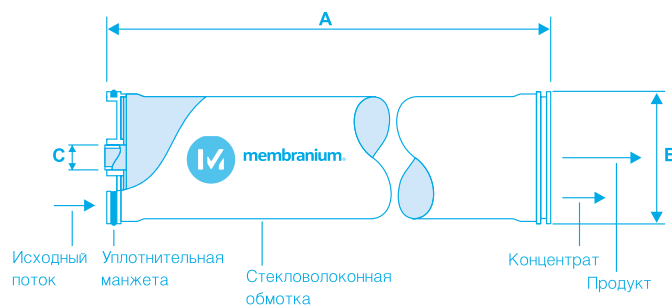 A
C
membranium®
B
Исходный
поток
Уплотнительная
манжета
Стекловолоконная
обмотка
Концентрат
Продукт